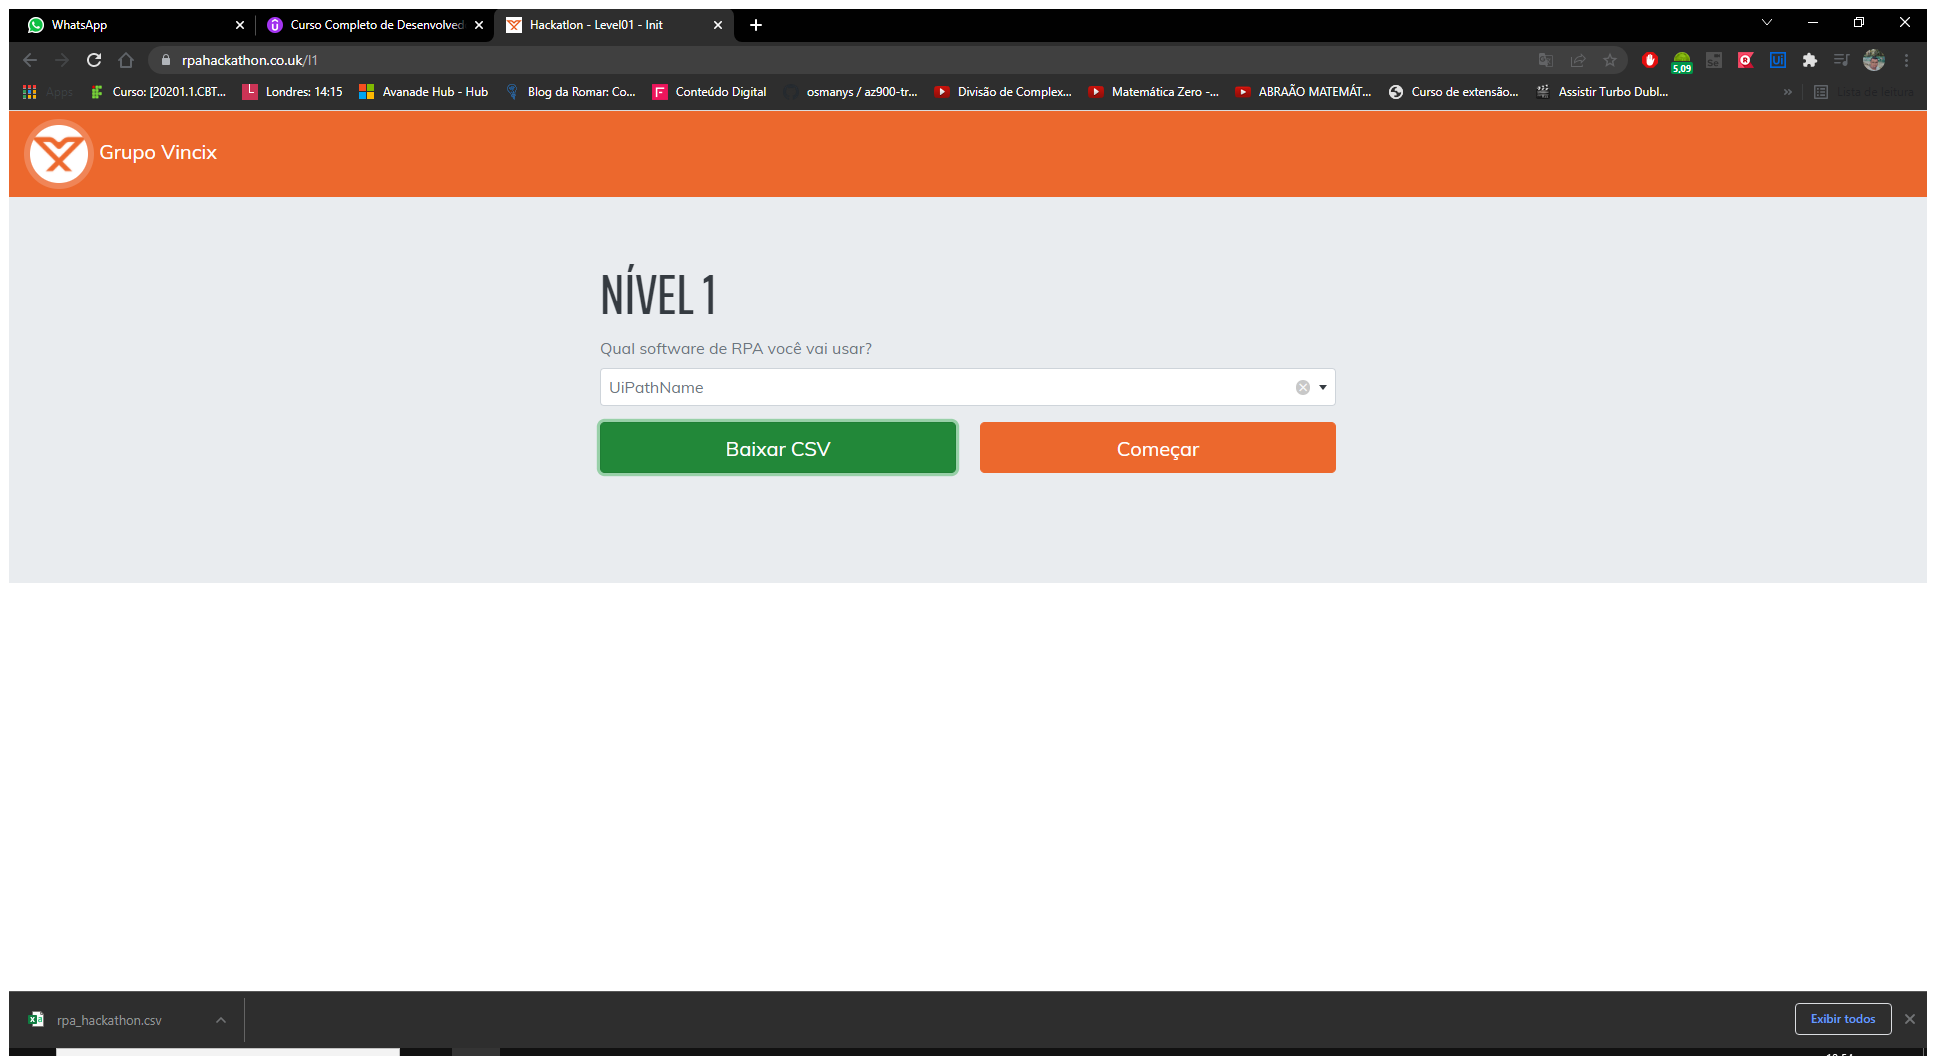 WhatsApp
Curso Completo de Desenvolved
Hackatlon - Level01 - Init
rpahackathon.co.uk/l1
5,09
Apps
Curso: [20201.1.CBT...
Londres: 14:15
Avanade Hub - Hub
Blog da Romar: Co...
Conteúdo Digital
osmanys / az900-tr...
Divisão de Complex...
Matemática Zero -...
ABRAÃO MATEMÁT...
Curso de extensão...
Assistir Turbo Dubl...
»
Lista de leitura
Grupo Vincix
NÍVEL 1
Qual software de RPA você vai usar?
UiPathName
Baixar CSV
Começar
rpa_hackathon.csv
Exibir todos